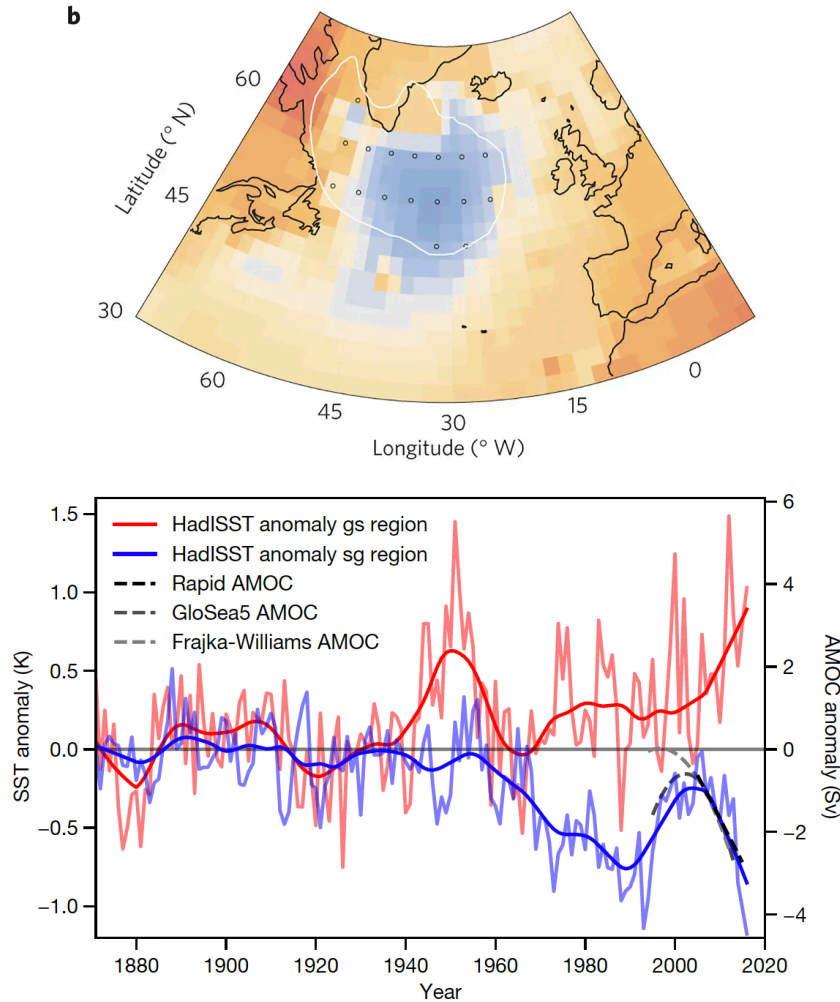 b
60
45
30
Latitude (° N)
60
45
30
15
0
Longitude (° W)
1.5
1.0
0.5
0.0
−0.5
−1.0
SST anomaly (K)
HadISST anomaly gs region
HadISST anomaly sg region
Rapid AMOC
GloSea5 AMOC
Frajka-Williams AMOC
6
4
2
0
−2
−4
AMOC anomaly (Sv)
1880 1900 1920 1940 1960 1980 2000 2020
Year